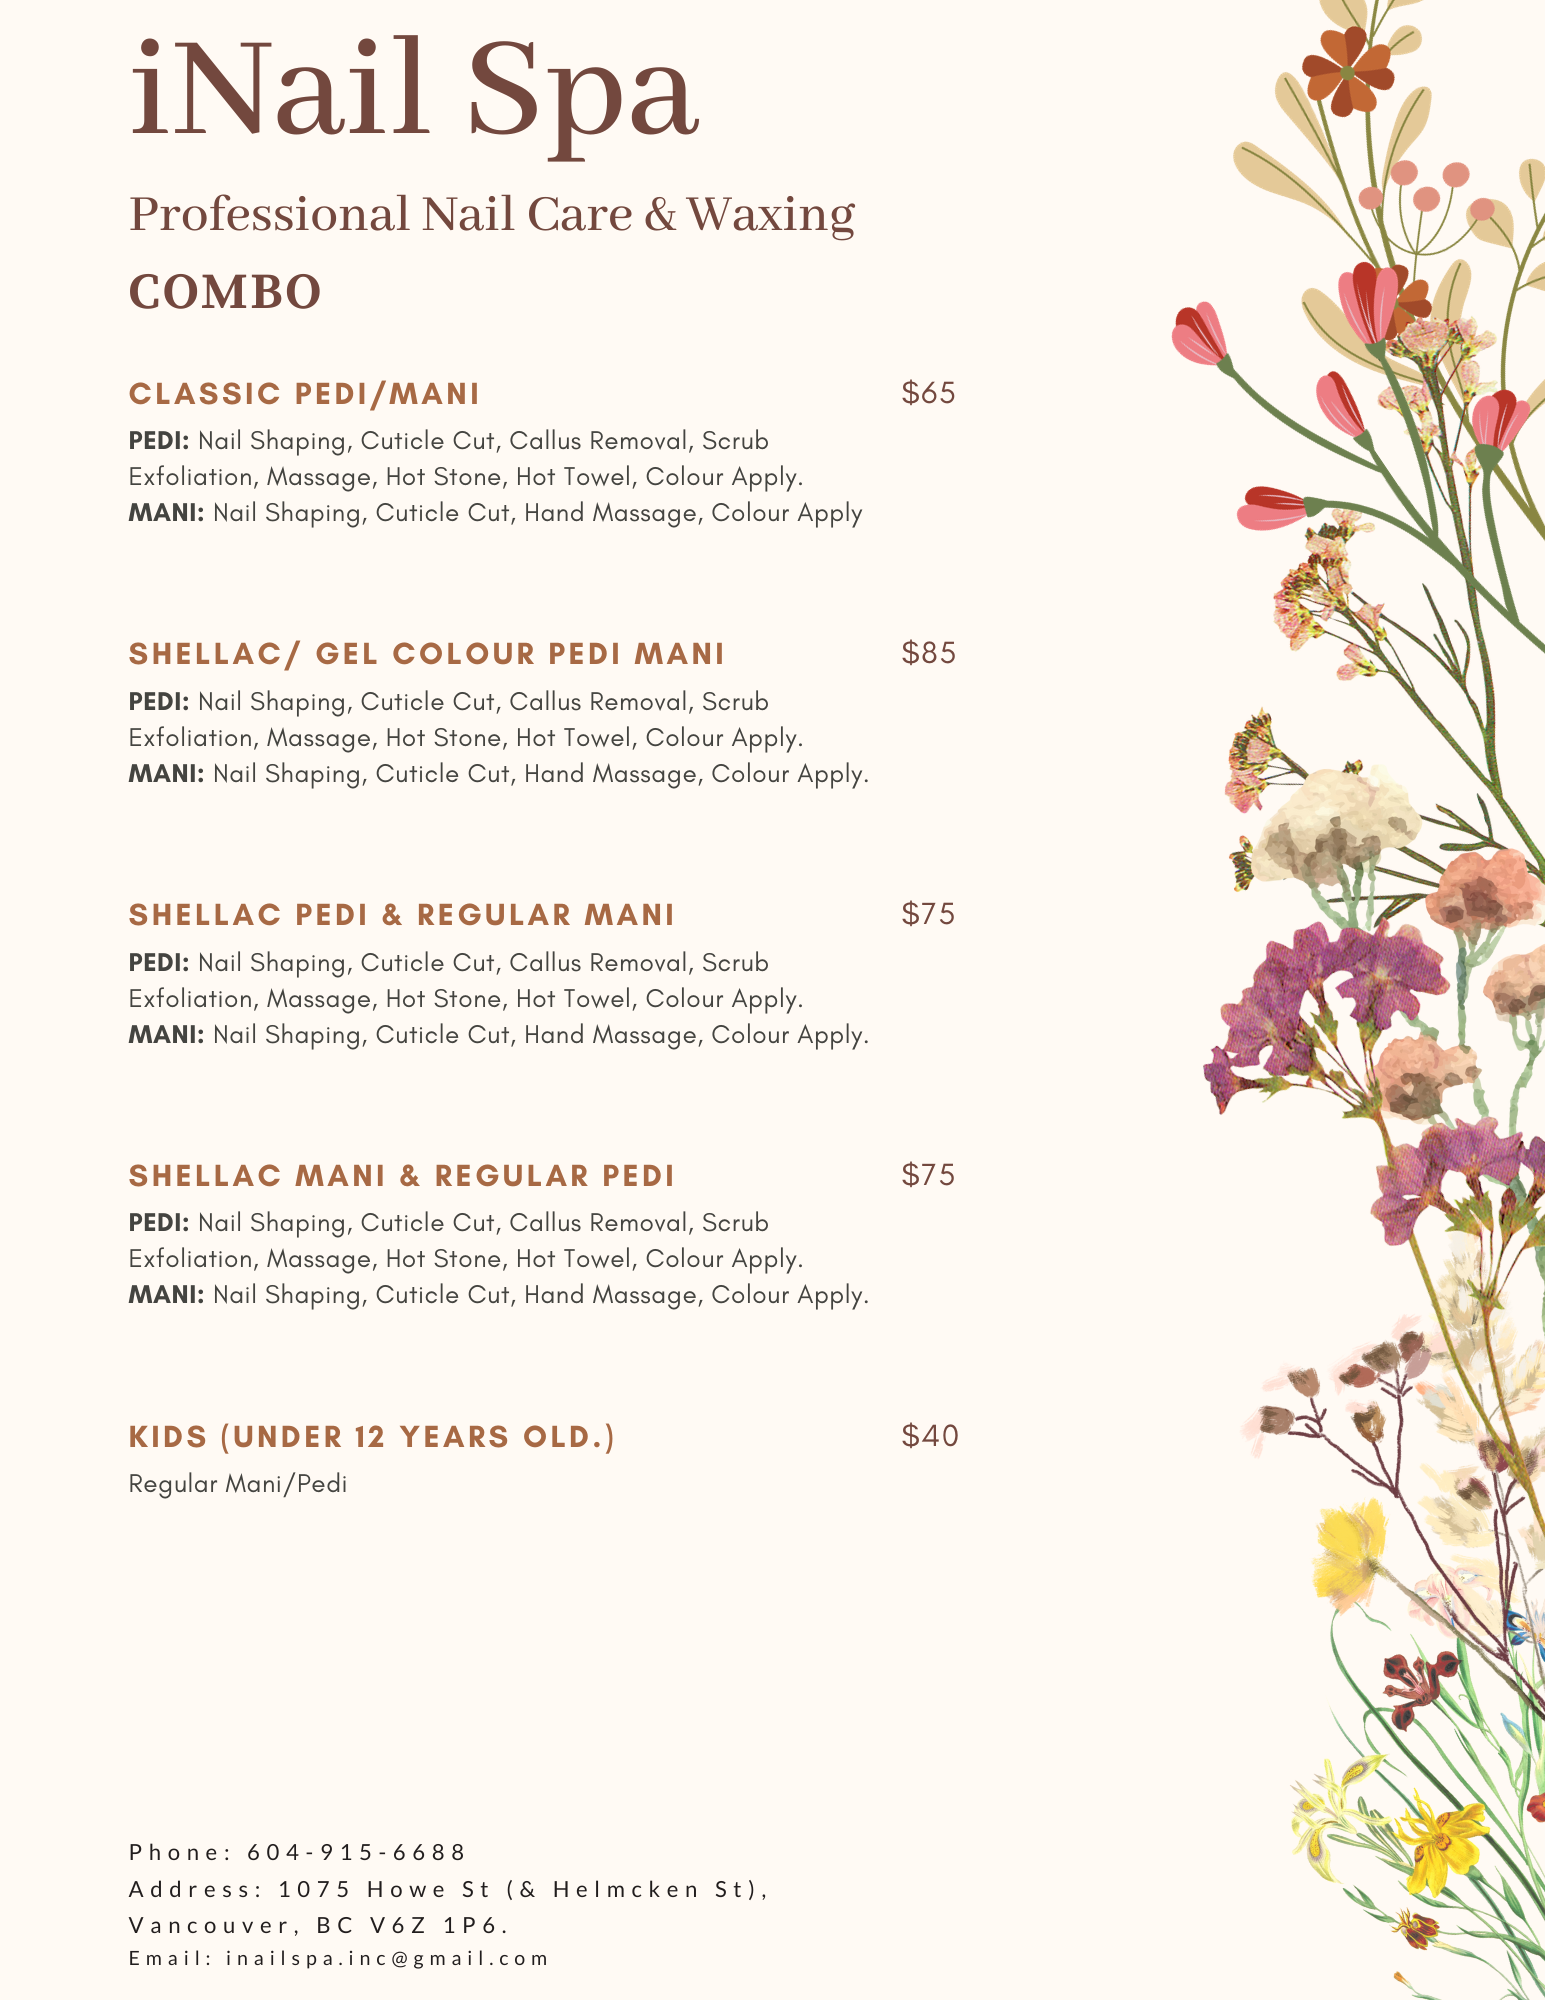 iNail Spa
Professional Nail Care & Waxing
COMBO
CLASSIC PEDI/MANI $65
PEDI: Nail Shaping, Cuticle Cut, Callus Removal, Scrub
Exfoliation, Massage, Hot Stone, Hot Towel, Colour Apply.
MANI: Nail Shaping, Cuticle Cut, Hand Massage, Colour Apply
SHELLAC/ GEL COLOUR PEDI MANI $85
PEDI: Nail Shaping, Cuticle Cut, Callus Removal, Scrub
Exfoliation, Massage, Hot Stone, Hot Towel, Colour Apply.
MANI: Nail Shaping, Cuticle Cut, Hand Massage, Colour Apply.
SHELLAC PEDI & REGULAR MANI $75
PEDI: Nail Shaping, Cuticle Cut, Callus Removal, Scrub
Exfoliation, Massage, Hot Stone, Hot Towel, Colour Apply.
MANI: Nail Shaping, Cuticle Cut, Hand Massage, Colour Apply.
SHELLAC MANI & REGULAR PEDI $75
PEDI: Nail Shaping, Cuticle Cut, Callus Removal, Scrub
Exfoliation, Massage, Hot Stone, Hot Towel, Colour Apply.
MANI: Nail Shaping, Cuticle Cut, Hand Massage, Colour Apply.
KIDS (UNDER 12 YEARS OLD.) $40
Regular Mani/Pedi
Phone: 604-915-6688
Address: 1075 Howe St (& Helmcken St),
Vancouver, BC V6Z 1P6.
Email: inailspa.inc@gmail.com